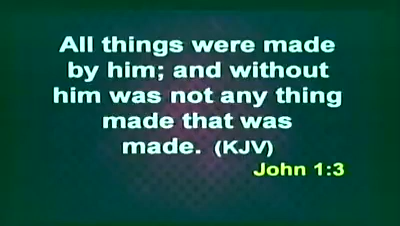 All things were made
by him; and without
him was not any thing
made that was
made. (KJV)
John 1:3